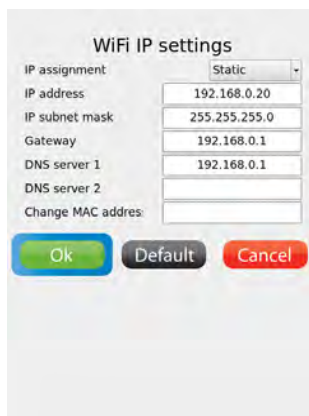 WiFi IP settings
IP assignment Static
IP address 192.168.0.20
IP subnet mask 255.255.255.0
Gateway 192.168.0.1
DNS server 1 192.168.0.1
DNS server 2
Change MAC addres
Ok Default Cancel